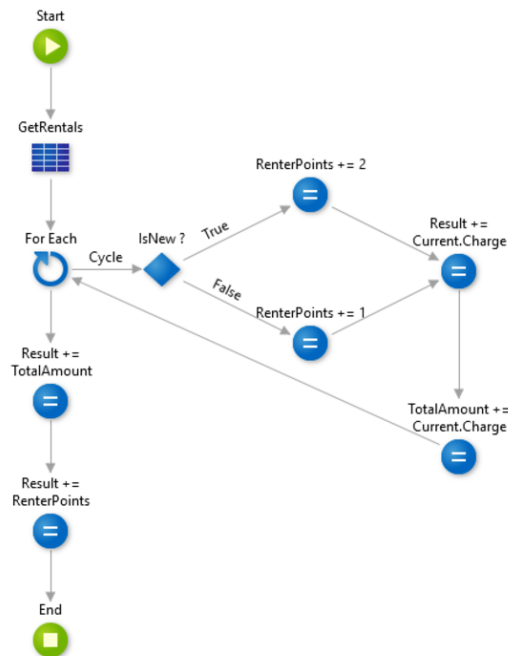 Start
GetRentals
For Each
Cycle
IsNew ?
True
False
RenterPoints += 2
RenterPoints += 1
Result +=
Current.Charge
TotalAmount +=
Current.Charge
Result +=
TotalAmount
Result +=
RenterPoints
End